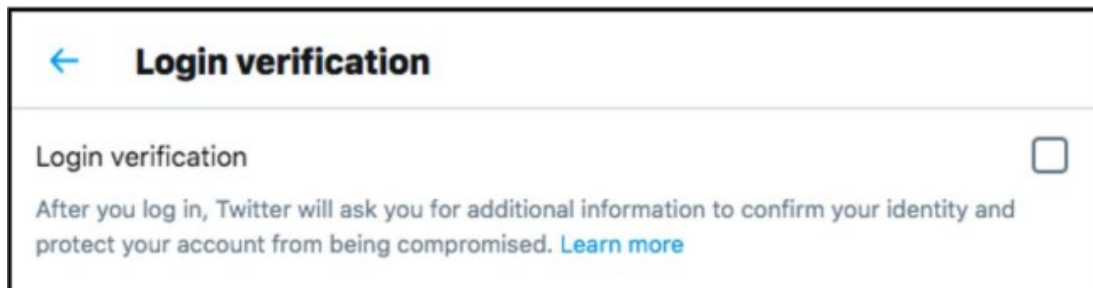 Login verification
Login verification
After you log in, Twitter will ask you for additional information to confirm your identity and
protect your account from being compromised. Learn more